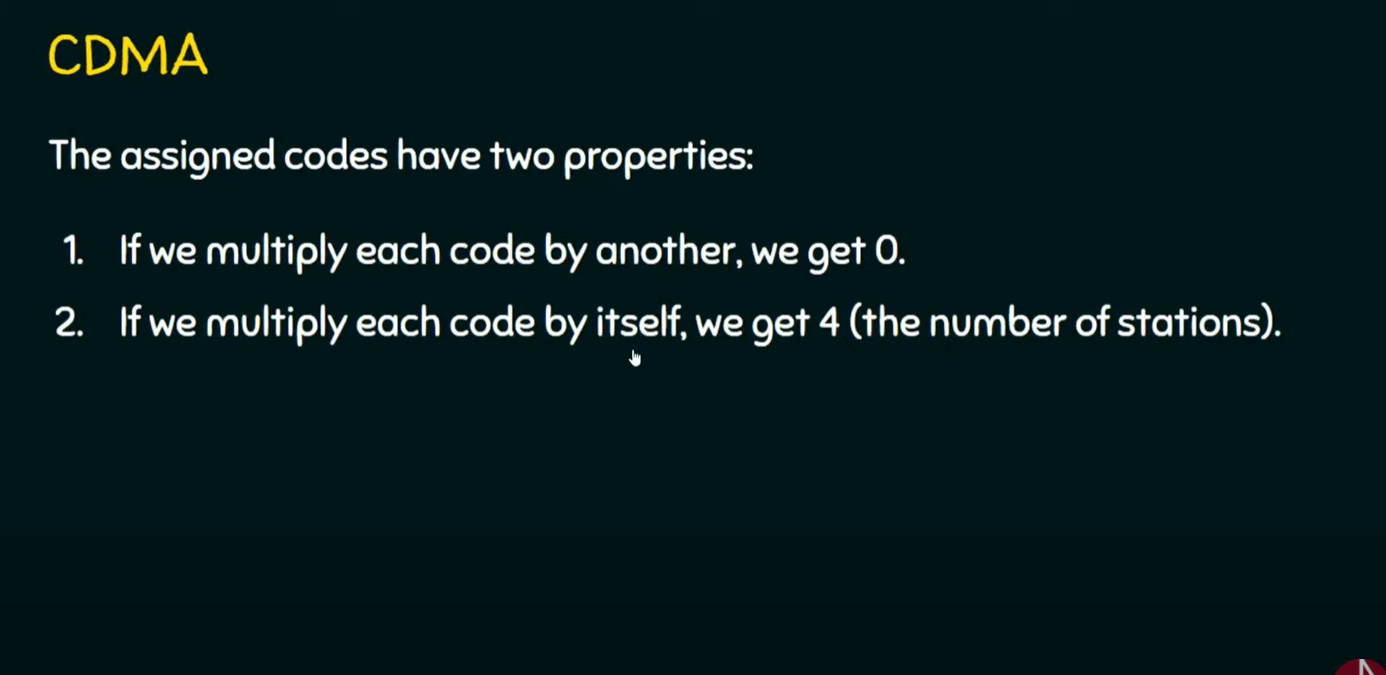 CDMA
The assigned codes have two properties:
1. If we multiply each code by another, we get 0.
2. If we multiply each code by itself, we get 4 (the number of stations).